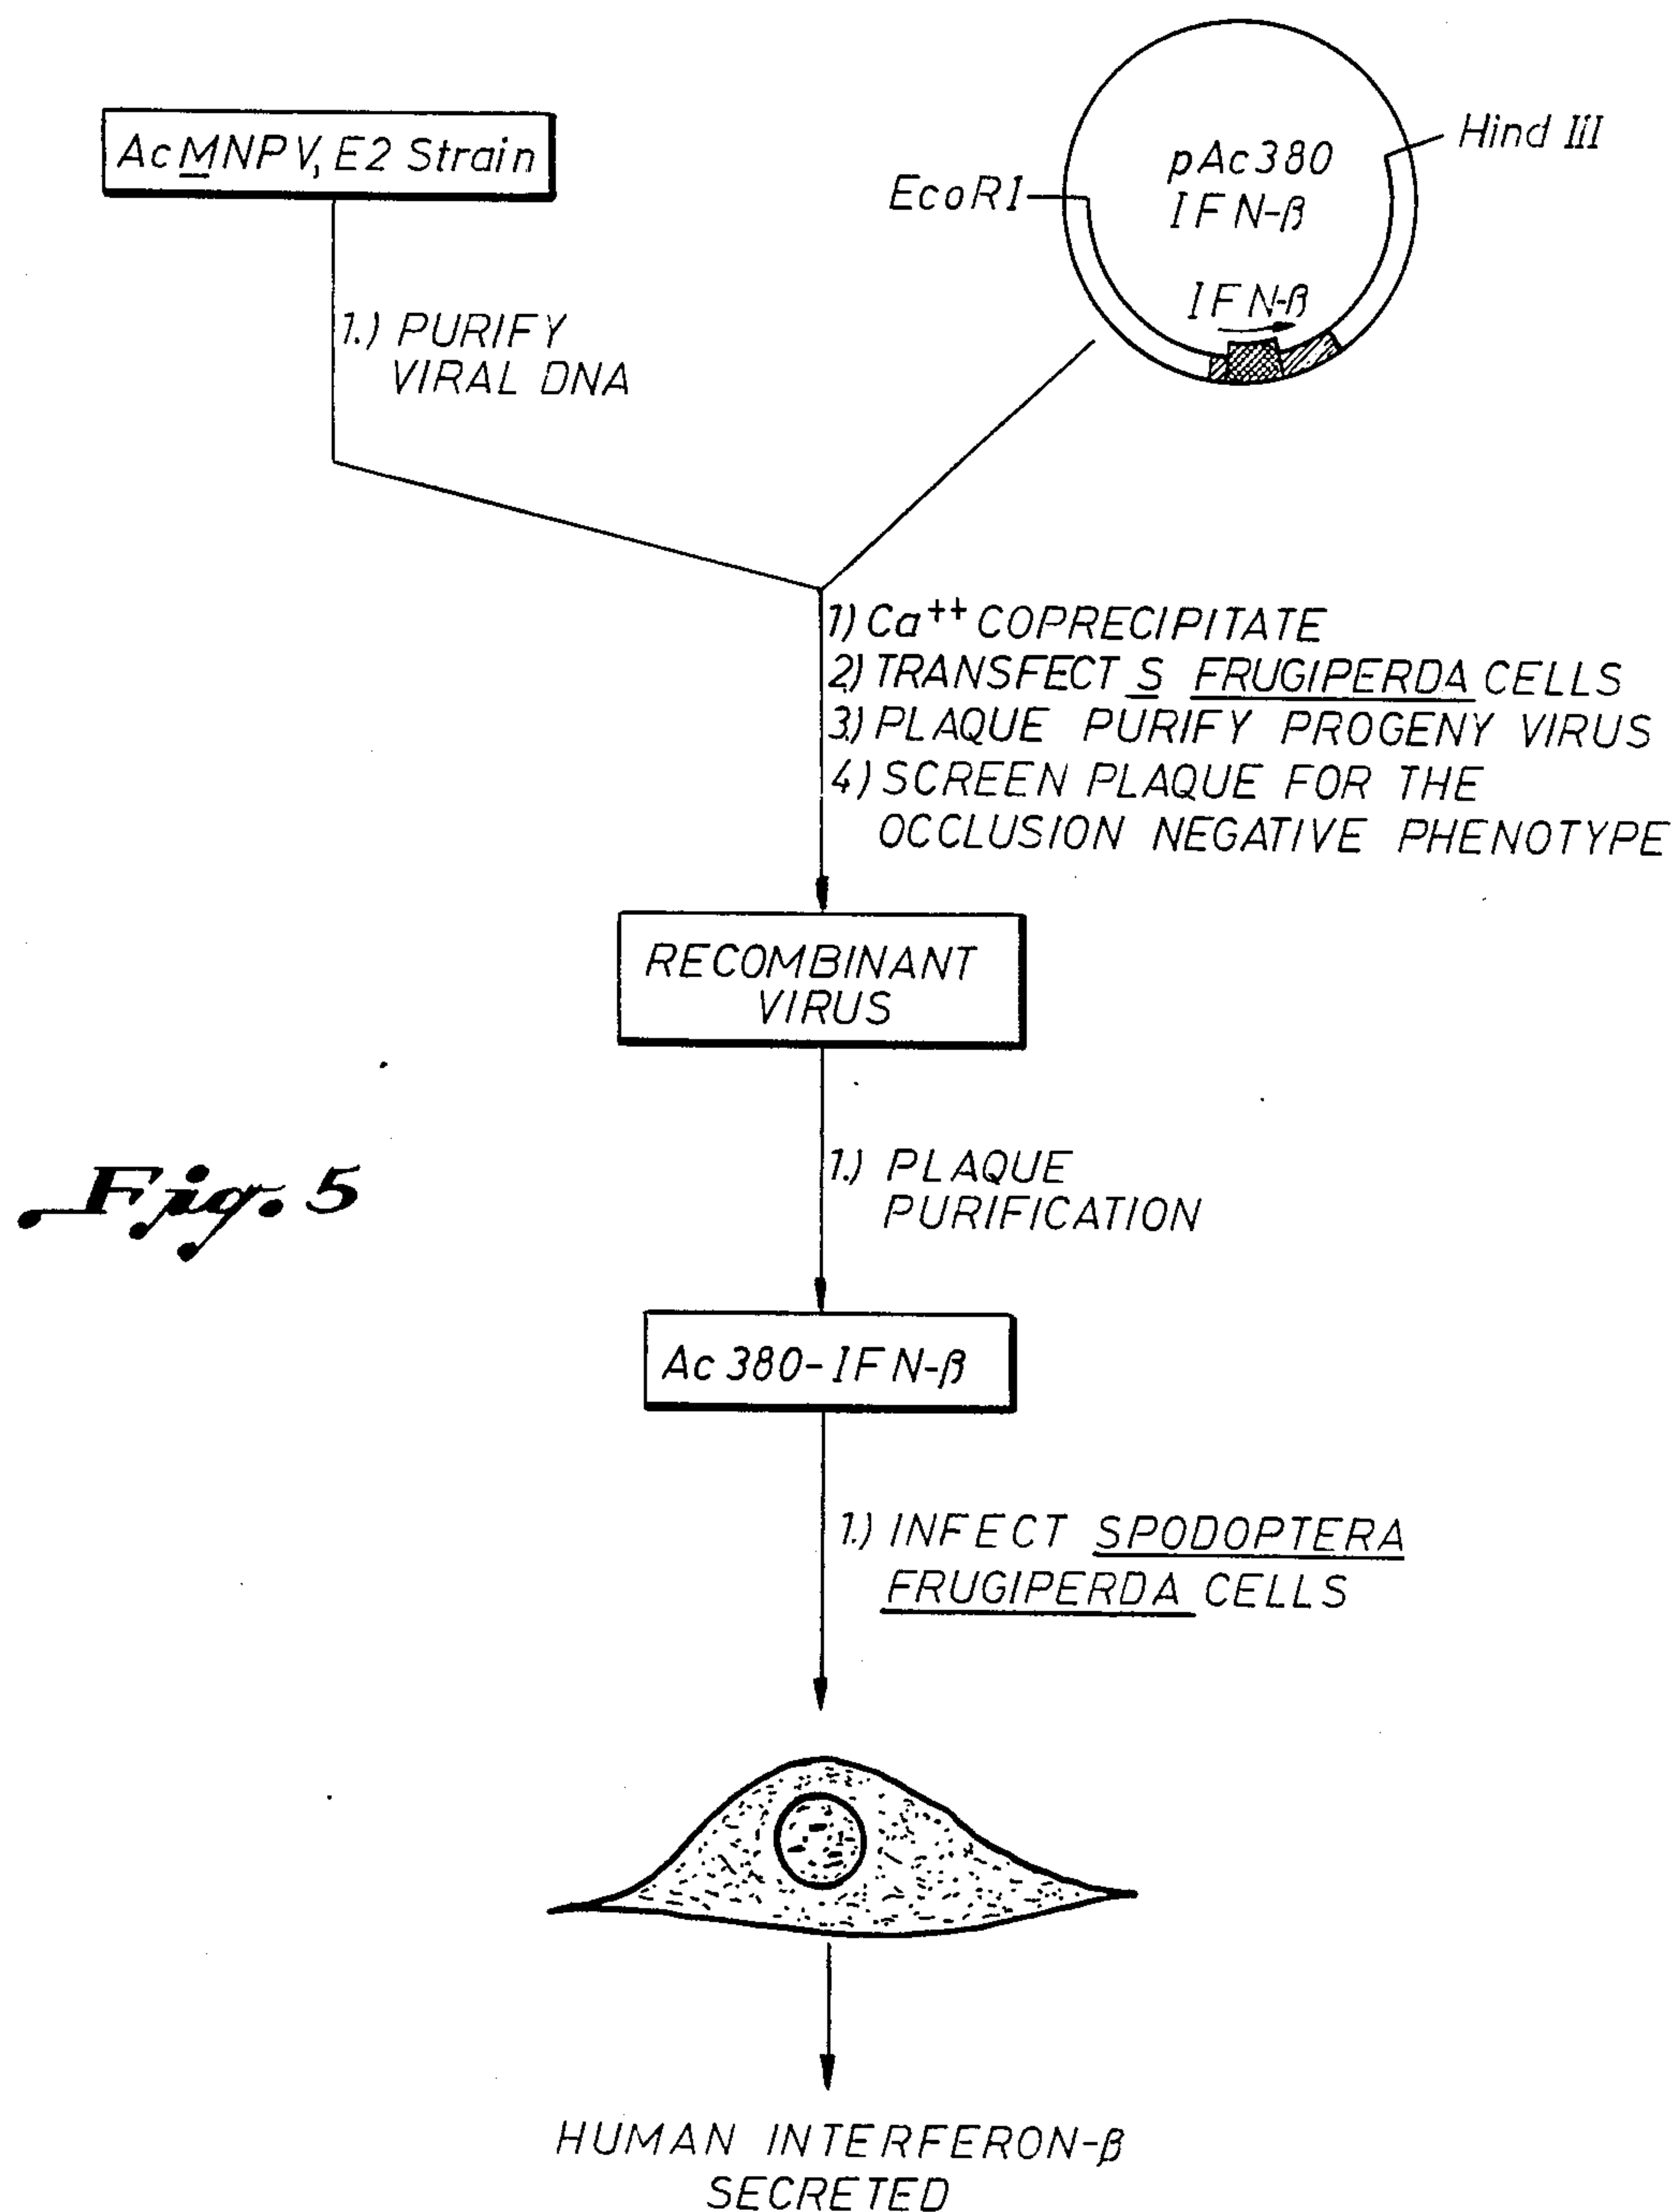 AcMNPV, E2 Strain
pAc380
IFN-β
EcoRI
Hind III
IFN-β
1.) PURIFY
VIRAL DNA
1) Ca++ COPRECIPITATE
2) TRANSFECT S FRUGIPERDA CELLS
3) PLAQUE PURIFY PROGENY VIRUS
4) SCREEN PLAQUE FOR THE
OCCLUSION NEGATIVE PHENOTYPE
RECOMBINANT
VIRUS
1.) PLAQUE
PURIFICATION
Fig. 5
Ac 380-IFN-β
1.) INFECT SPODOPTERA
FRUGIPERDA CELLS
HUMAN INTERFERON-β
SECRETED